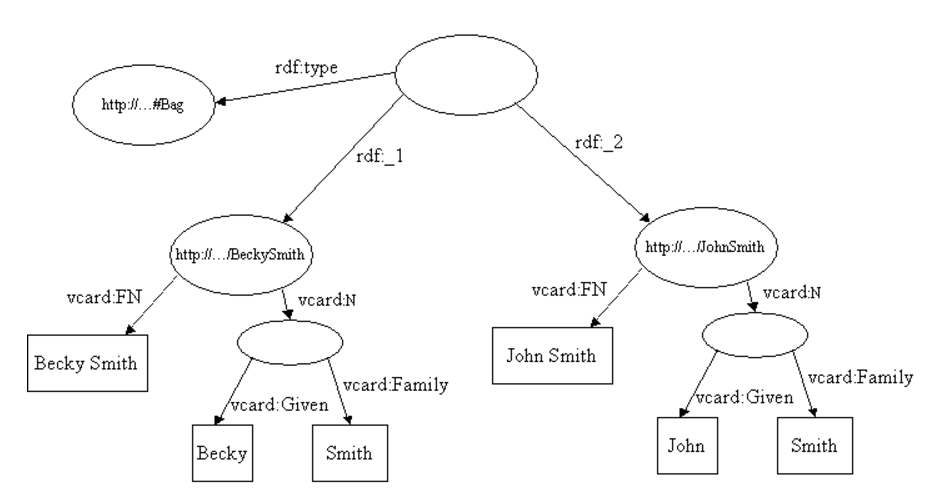 rdf:type
http://...#Bag
rdf:_1
rdf:_2
http://.../BeckySmith
http://.../JohnSmith
vcard:FN
vcard:N
vcard:FN
vcard:N
Becky Smith
John Smith
vcard:Given
vcard:Family
vcard:Given
vcard:Family
Becky
Smith
John
Smith